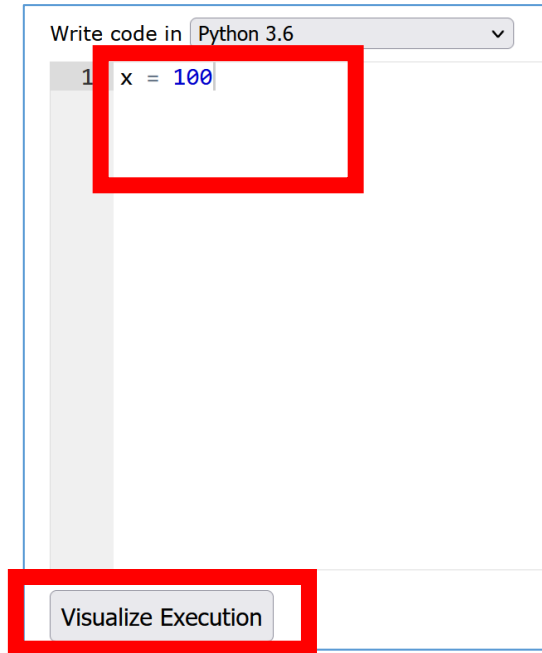 Write code in Python 3.6
1 x = 100
Visualize Execution